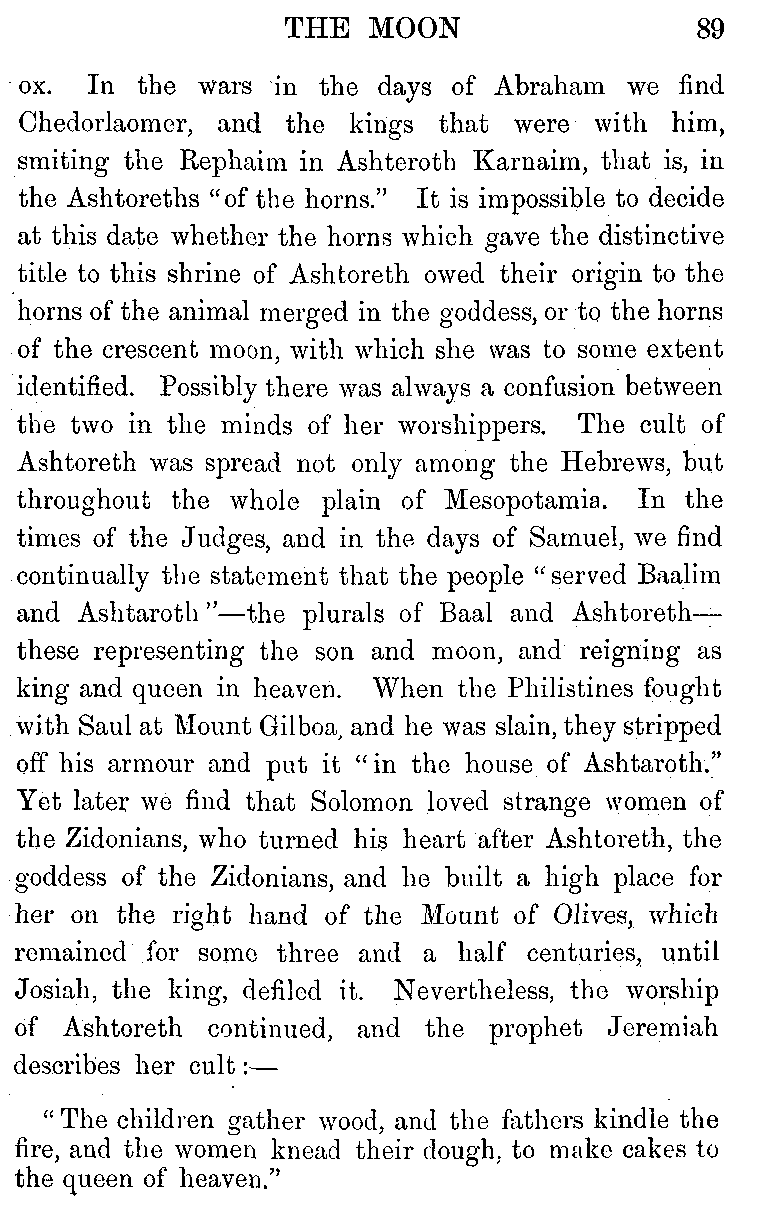 THE MOON 89
ox. In the wars in the days of Abraham we find
Chedorlaomer, and the kings that were with him,
smiting the Rephaim in Ashteroth Karnaim, that is, in
the Ashtoreths “of the horns.” It is impossible to decide
at this date whether the horns which gave the distinctive
title to this shrine of Ashtoreth owed their origin to the
horns of the animal merged in the goddess, or to the horns
of the crescent moon, with which she was to some extent
identified. Possibly there was always a confusion between
the two in the minds of her worshippers. The cult of
Ashtoreth was spread not only among the Hebrews, but
throughout the whole plain of Mesopotamia. In the
times of the Judges, and in the days of Samuel, we find
continually the statement that the people “served Baalim
and Ashtaroth”—the plurals of Baal and Ashtoreth—
these representing the son and moon, and reigning as
king and queen in heaven. When the Philistines fought
with Saul at Mount Gilboa, and he was slain, they stripped
off his armour and put it “in the house of Ashtaroth.”
Yet later we find that Solomon loved strange women of
the Zidonians, who turned his heart after Ashtoreth, the
goddess of the Zidonians, and he built a high place for
her on the right hand of the Mount of Olives, which
remained for some three and a half centuries, until
Josiah, the king, defiled it. Nevertheless, the worship
of Ashtoreth continued, and the prophet Jeremiah
describes her cult:—
“The children gather wood, and the fathers kindle the
fire, and the women knead their dough, to make cakes to
the queen of heaven.”